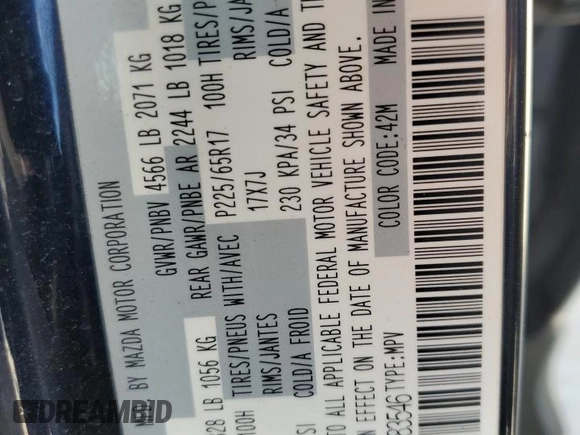 BY MAZDA MOTOR CORPORATION
GVWR/PNBV 4566 LB 2071 KG
28 LB 1056 KG REAR GAWR/PNBE AR 2244 LB 1018 KG
100H TIRES/PNEUS WITH/AVEC P225/65R17 100H TIRES/P
RIMS/JANTES 17X7J RIMS/JA
SI COLD/A FROID 230 KPA/34 PSI COLD/A
TO ALL APPLICABLE FEDERAL MOTOR VEHICLE SAFETY AND
EFFECT ON THE DATE OF MANUFACTURE SHOWN ABOVE.
COLOR CODE:42M MADE IN
33546 TYPE:MPV
DREAMBID